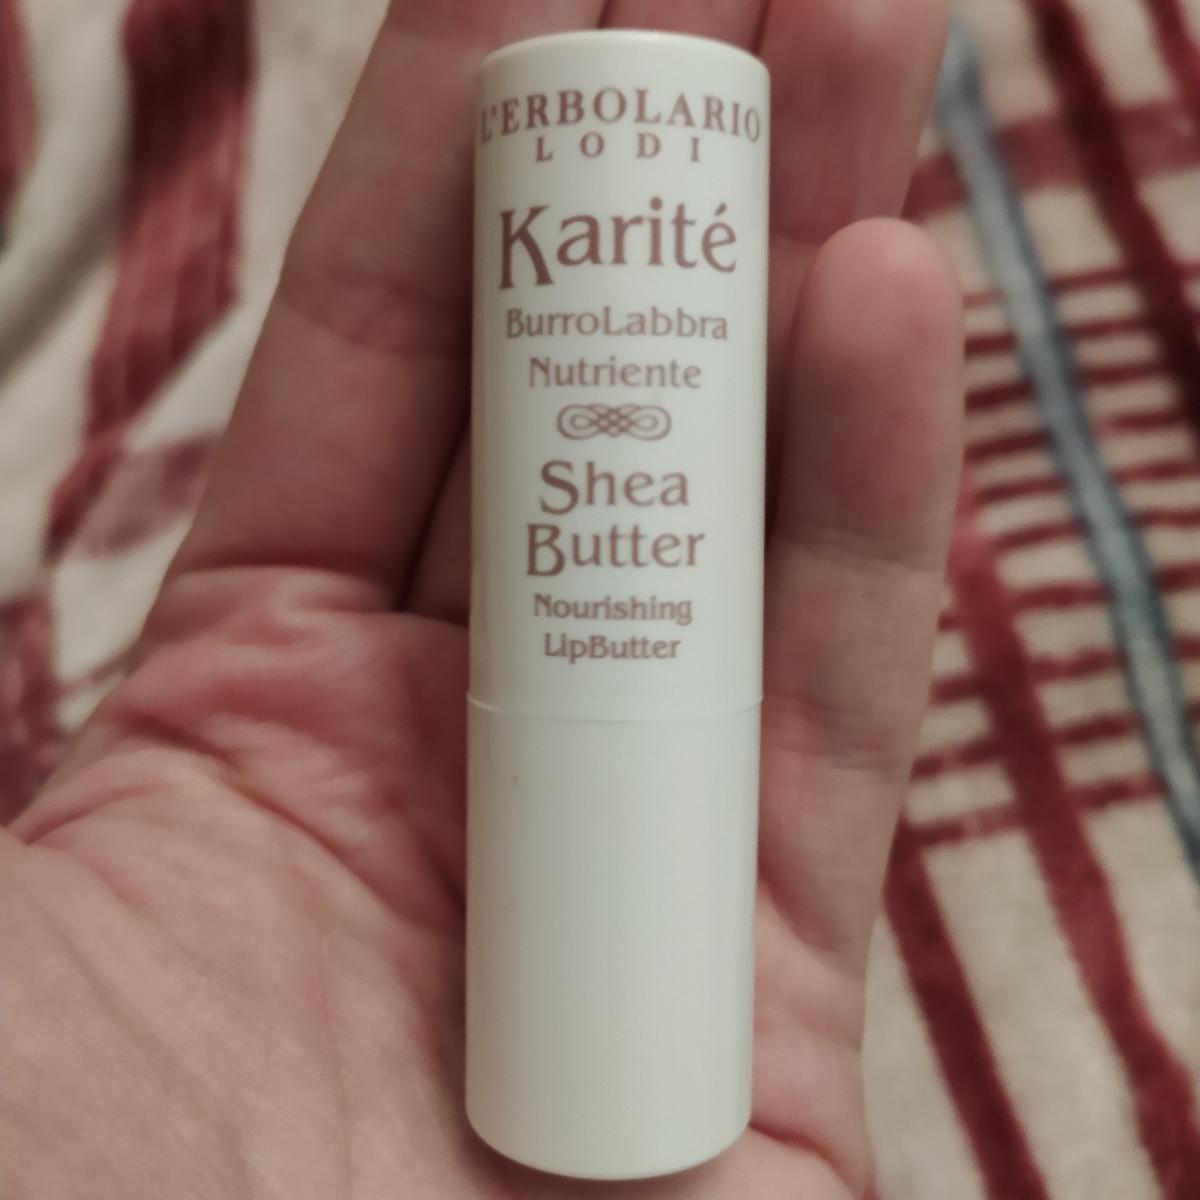 L'ERBOLARIO
LODI
Karité
BurroLabbra
Nutriente
Shea
Butter
Nourishing
LipButter